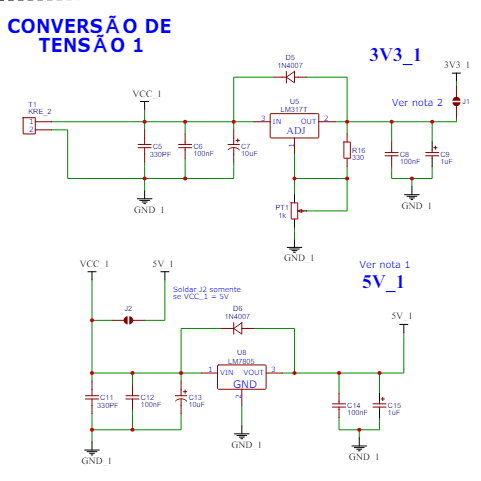 CONVERSÃO DE
TENSÃO 1
3V3_1
D5
1N4007
3V3_1
VCC_1
Ver nota 2
J1
T1
KRE_2
1
2
U5
LM317T
3 IN OUT 2
ADJ
1
C5
330PF
C6
100nF
C7
10uF
R16
330
C8
100nF
C9
1uF
PT1
1k
GND_1
GND_1
GND_1
VCC_1
5V_1
Ver nota 1
5V_1
Soldar J2 somente
se VCC_1 = 5V
J2
D6
1N4007
5V_1
U8
LM7805
1 VIN VOUT 3
GND
2
C11
330PF
C12
100nF
C13
10uF
C14
100nF
C15
1uF
GND_1
GND_1
GND_1